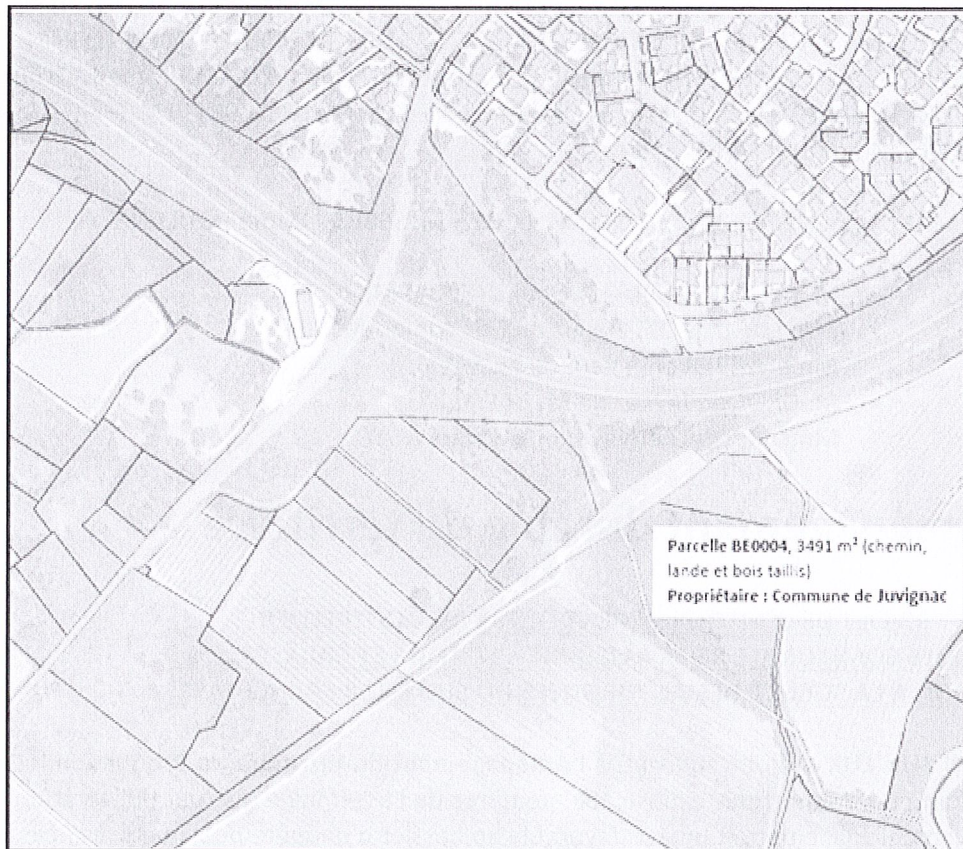 Parcelle BE0004, 3491 m² (chemin,
lande et bois taillis)
Propriétaire : Commune de Juvignac